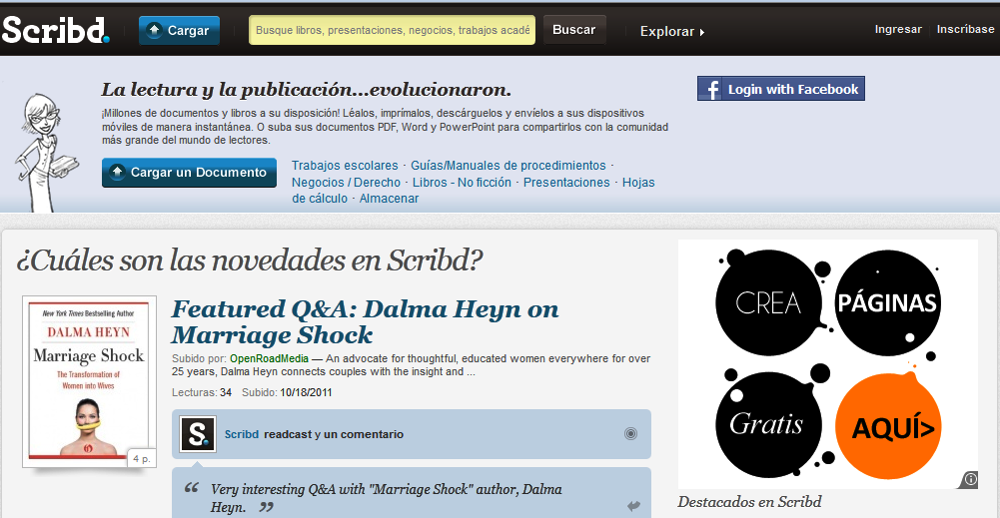 Scribd.
Cargar
Busque libros, presentaciones, negocios, trabajos acadé
Buscar
Explorar
Ingresar
Inscríbase
La lectura y la publicación...evolucionaron.
¡Millones de documentos y libros a su disposición! Léalos, imprímalos, descárguelos y envíelos a sus dispositivos
móviles de manera instantánea. O suba sus documentos PDF, Word y PowerPoint para compartirlos con la comunidad
más grande del mundo de lectores.
Login with Facebook
Cargar un Documento
Trabajos escolares · Guías/Manuales de procedimientos ·
Negocios / Derecho · Libros - No ficción · Presentaciones · Hojas
de cálculo · Almacenar
¿Cuáles son las novedades en Scribd?
New York Times Bestselling Author
DALMA HEYN
Marriage Shock
The Transformation of
Women into Wives
4 p.
Featured Q&A: Dalma Heyn on
Marriage Shock
Subido por: OpenRoadMedia — An advocate for thoughtful, educated women everywhere for over
25 years, Dalma Heyn connects couples with the insight and ...
Lecturas: 34 Subido: 10/18/2011
S.
Scribd readcast y un comentario
“ Very interesting Q&A with "Marriage Shock" author, Dalma
Heyn. ”
CREA
PÁGINAS
Gratis
AQUÍ>
Destacados en Scribd